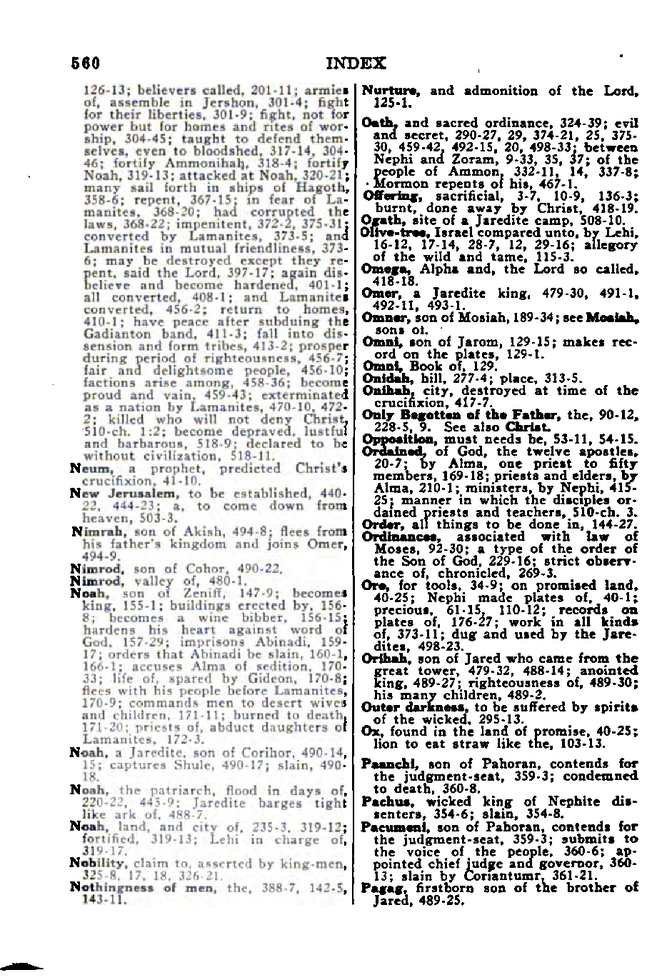 560
INDEX
126-13; believers called, 201-11; armies
of, assemble in Jershon, 301-4; fight
for their liberties, 301-9; fight, not for
power but for homes and rites of wor-
ship, 304-45; taught to defend them-
selves, even to bloodshed, 317-14, 304-
46; fortify Ammonihah, 318-4; fortify
Noah, 319-13; attacked at Noah, 320-21;
many sail forth in ships of Hagoth,
358-6; repent, 367-15; in fear of La-
manites, 368-20; had corrupted the
laws, 368-22; impenitent, 372-2, 375-31;
converted by Lamanites, 373-5; and
Lamanites in mutual friendliness, 373-
6; may be destroyed except they re-
pent, said the Lord, 397-17; again dis-
believe and become hardened, 401-1;
all converted, 408-1; and Lamanites
converted, 456-2; return to homes,
410-1; have peace after subduing the
Gadianton band, 411-3; fall into dis-
sension and form tribes, 413-2; prosper
during period of righteousness, 456-7;
fair and delightsome people, 456-10;
factions arise among, 458-36; become
proud and vain, 459-43; exterminated
as a nation by Lamanites, 470-10, 472-
2; killed who will not deny Christ,
510-ch. 1:2; become depraved, lustful
and barbarous, 518-9; declared to be
without civilization, 518-11.
Neum, a prophet, predicted Christ's
crucifixion, 41-10.
New Jerusalem, to be established, 440-
22, 444-23; a, to come down from
heaven, 503-3.
Nimrah, son of Akish, 494-8; flees from
his father's kingdom and joins Omer,
494-9.
Nimrod, son of Cohor, 490-22.
Nimrod, valley of, 480-1.
Noah, son of Zeniff, 147-9; becomes
king, 155-1; buildings erected by, 156-
8; becomes a wine bibber, 156-15;
hardens his heart against word of
God, 157-29; imprisons Abinadi, 159-
17; orders that Abinadi be slain, 160-1,
166-1; accuses Alma of sedition, 170-
33; life of, spared by Gideon, 170-8;
flees with his people before Lamanites,
170-9; commands men to desert wives
and children, 171-11; burned to death,
171-20; priests of, abduct daughters of
Lamanites, 172-3.
Noah, a Jaredite, son of Corihor, 490-14,
15; captures Shule, 490-17; slain, 490-
18.
Noah, the patriarch, flood in days of,
220-22, 445-9; Jaredite barges tight
like ark of, 488-7.
Noah, land, and city of, 235-3, 319-12;
fortified, 319-13; Lehi in charge of,
319-17.
Nobility, claim to, asserted by king-men,
325-8, 17, 18, 326-21.
Nothingness of men, the, 388-7, 142-5,
143-11.
Nurture, and admonition of the Lord,
125-1.
Oath, and sacred ordinance, 324-39; evil
and secret, 290-27, 29, 374-21, 25, 375-
30, 459-42, 492-15, 20, 498-33; between
Nephi and Zoram, 9-33, 35, 37; of the
people of Ammon, 332-11, 14, 337-8;
Mormon repents of his, 467-1.
Offering, sacrificial, 3-7, 10-9, 136-3;
burnt, done away by Christ, 418-19.
Ogath, site of a Jaredite camp, 508-10.
Olive-tree, Israel compared unto, by Lehi,
16-12, 17-14, 28-7, 12, 29-16; allegory
of the wild and tame, 115-3.
Omega, Alpha and, the Lord so called,
418-18.
Omer, a Jaredite king, 479-30, 491-1,
492-11, 493-1.
Omner, son of Mosiah, 189-34; see Mosiah,
sons of.
Omni, son of Jarom, 129-15; makes rec-
ord on the plates, 129-1.
Omni, Book of, 129.
Onidah, hill, 277-4; place, 313-5.
Onihah, city, destroyed at time of the
crucifixion, 417-7.
Only Begotten of the Father, the, 90-12,
228-5, 9. See also Christ.
Opposition, must needs be, 53-11, 54-15.
Ordained, of God, the twelve apostles,
20-7; by Alma, one priest to fifty
members, 169-18; priests and elders, by
Alma, 210-1; ministers, by Nephi, 415-
25; manner in which the disciples or-
dained priests and teachers, 510-ch. 3.
Order, all things to be done in, 144-27.
Ordinances, associated with law of
Moses, 92-30; a type of the order of
the Son of God, 229-16; strict observ-
ance of, chronicled, 269-3.
Ore, for tools, 34-9; on promised land,
40-25; Nephi made plates of, 40-1;
precious, 61-15, 110-12; records on
plates of, 176-27; work in all kinds
of, 373-11; dug and used by the Jare-
dites, 498-23.
Orihah, son of Jared who came from the
great tower, 479-32, 488-14; anointed
king, 489-27; righteousness of, 489-30;
his many children, 489-2.
Outer darkness, to be suffered by spirits
of the wicked, 295-13.
Ox, found in the land of promise, 40-25;
lion to eat straw like the, 103-13.
Paanchi, son of Pahoran, contends for
the judgment-seat, 359-3; condemned
to death, 360-8.
Pachus, wicked king of Nephite dis-
senters, 354-6; slain, 354-8.
Pacumeni, son of Pahoran, contends for
the judgment-seat, 359-3; submits to
the voice of the people, 360-6; ap-
pointed chief judge and governor, 360-
13; slain by Coriantumr, 361-21.
Pagag, firstborn son of the brother of
Jared, 489-25.